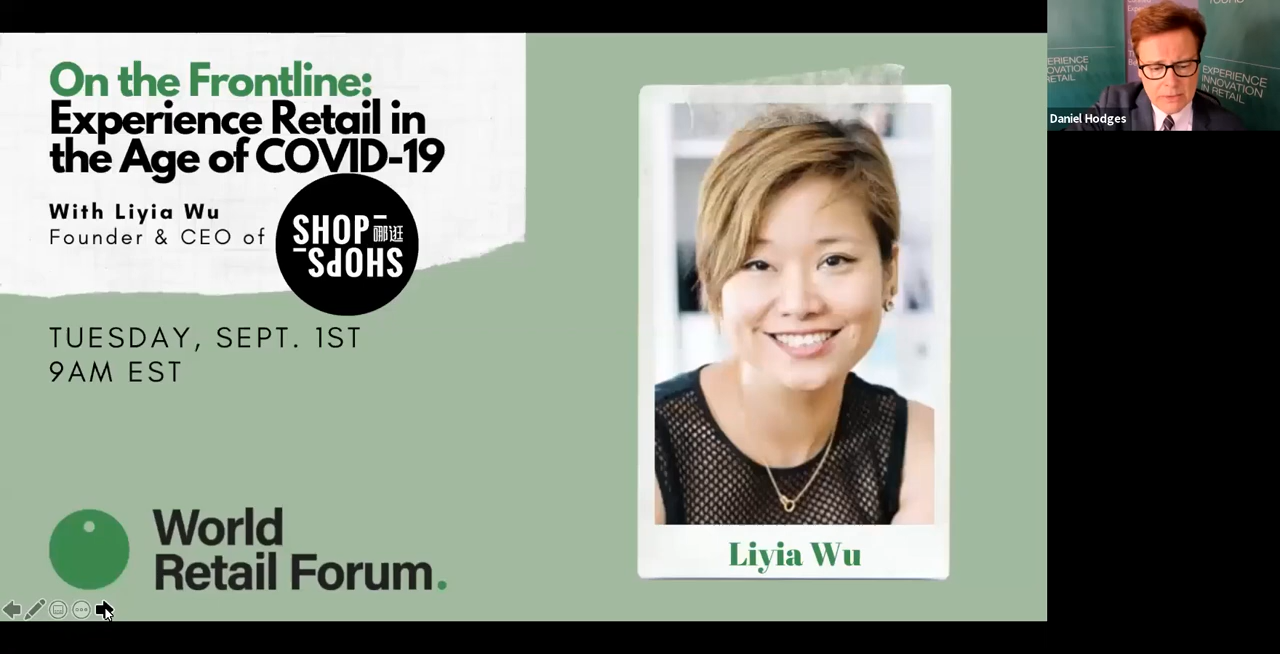 On the Frontline:
Experience Retail in
the Age of COVID-19
With Liyia Wu
Founder & CEO of
SHOP 哪逛
SHOPS
TUESDAY, SEPT. 1ST
9AM EST
World
Retail Forum.
Liyia Wu
EXPERIENCE
INNOVATION
IN RETAIL
Daniel Hodges